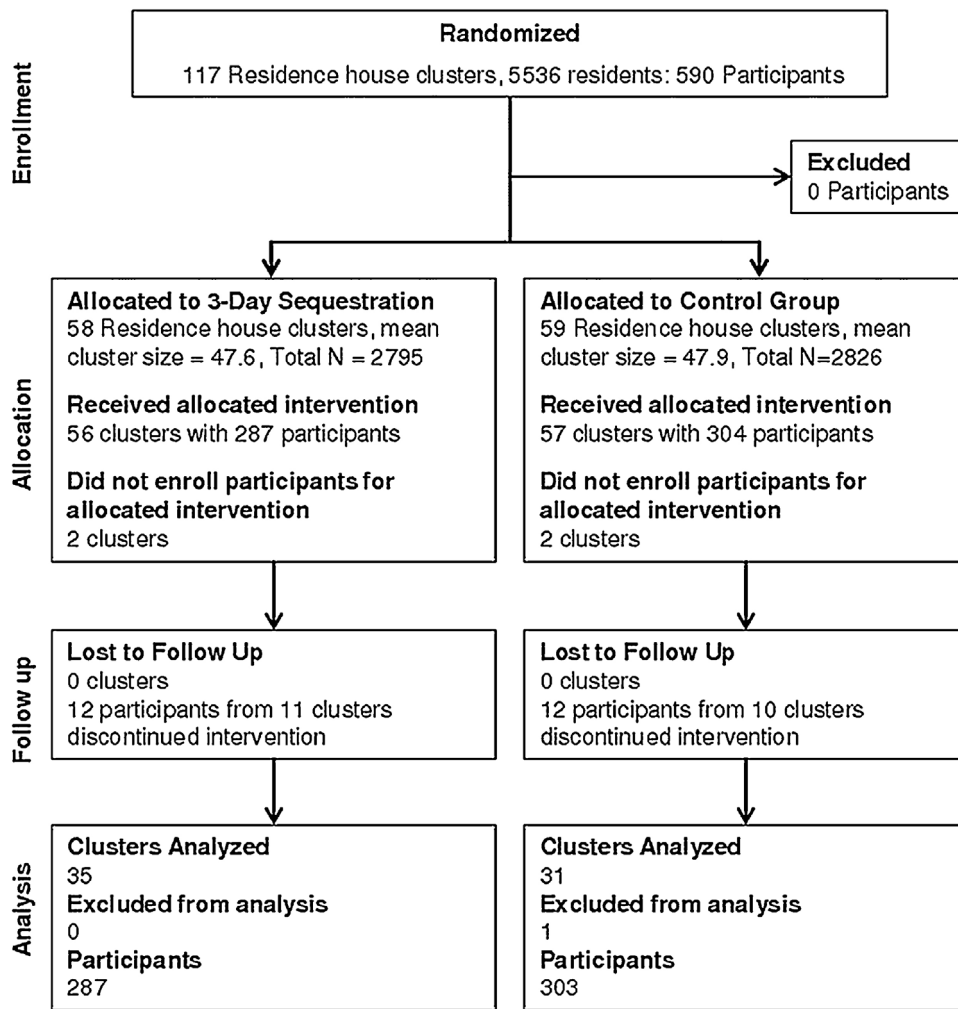 Enrollment
Randomized
117 Residence house clusters, 5536 residents: 590 Participants
Excluded
0 Participants
Allocation
Allocated to 3-Day Sequestration
58 Residence house clusters, mean
cluster size = 47.6, Total N = 2795
Received allocated intervention
56 clusters with 287 participants
Did not enroll participants for
allocated intervention
2 clusters
Allocated to Control Group
59 Residence house clusters, mean
cluster size = 47.9, Total N=2826
Received allocated intervention
57 clusters with 304 participants
Did not enroll participants for
allocated intervention
2 clusters
Follow up
Lost to Follow Up
0 clusters
12 participants from 11 clusters
discontinued intervention
Lost to Follow Up
0 clusters
12 participants from 10 clusters
discontinued intervention
Analysis
Clusters Analyzed
35
Excluded from analysis
0
Participants
287
Clusters Analyzed
31
Excluded from analysis
1
Participants
303